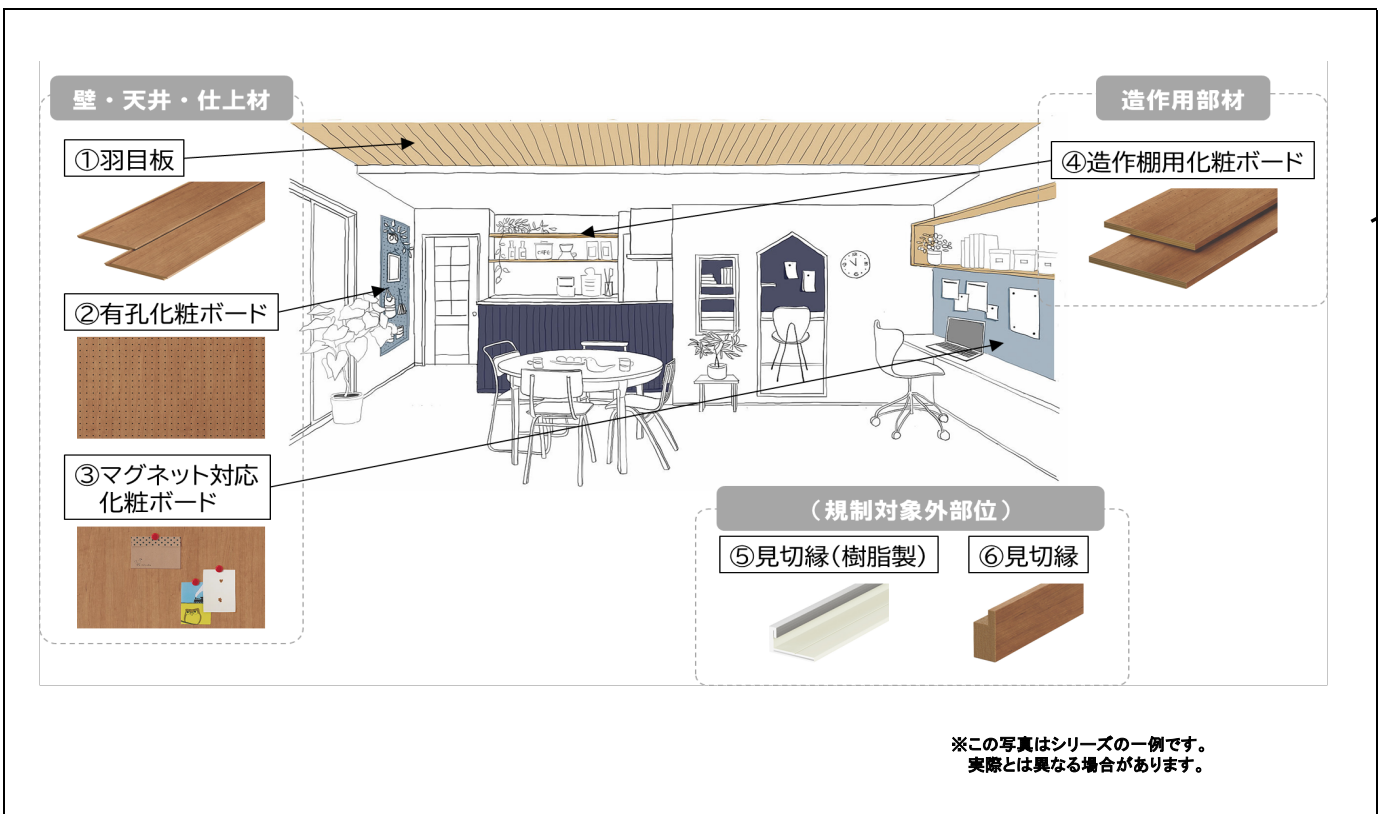 壁・天井・仕上材
①羽目板
②有孔化粧ボード
③マグネット対応
化粧ボード
造作用部材
④造作棚用化粧ボード
（規制対象外部位）
⑤見切縁（樹脂製）
⑥見切縁
※この写真はシリーズの一例です。
実際とは異なる場合があります。